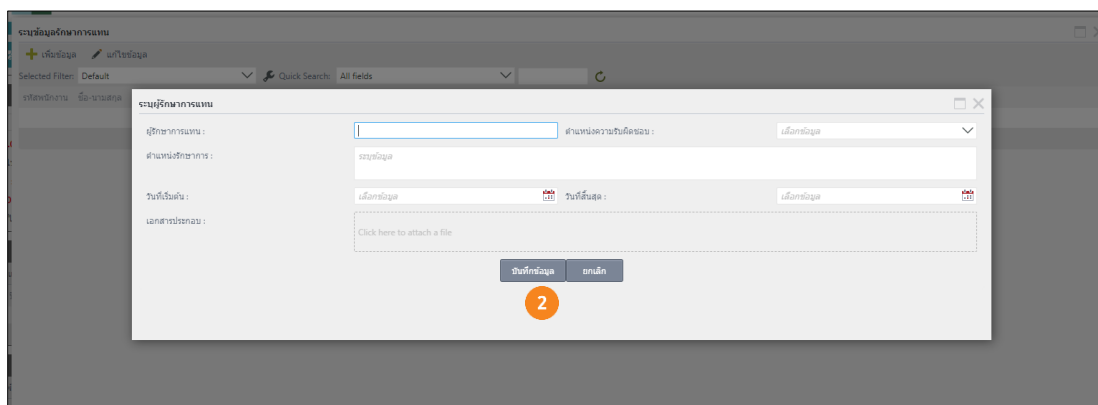 ระบุข้อมูลรักษาการแทน
เพิ่มข้อมูล แก้ไขข้อมูล
Selected Filter: Default Quick Search: All fields
รหัสพนักงาน ชื่อ-นามสกุล
ระบุผู้รักษาการแทน
ผู้รักษาการแทน : ตำแหน่งความรับผิดชอบ : เลือกข้อมูล
ตำแหน่งรักษาการ : ระบุข้อมูล
วันที่เริ่มต้น : เลือกข้อมูล วันที่สิ้นสุด : เลือกข้อมูล
เอกสารประกอบ :
Click here to attach a file
บันทึกข้อมูล ยกเลิก
2